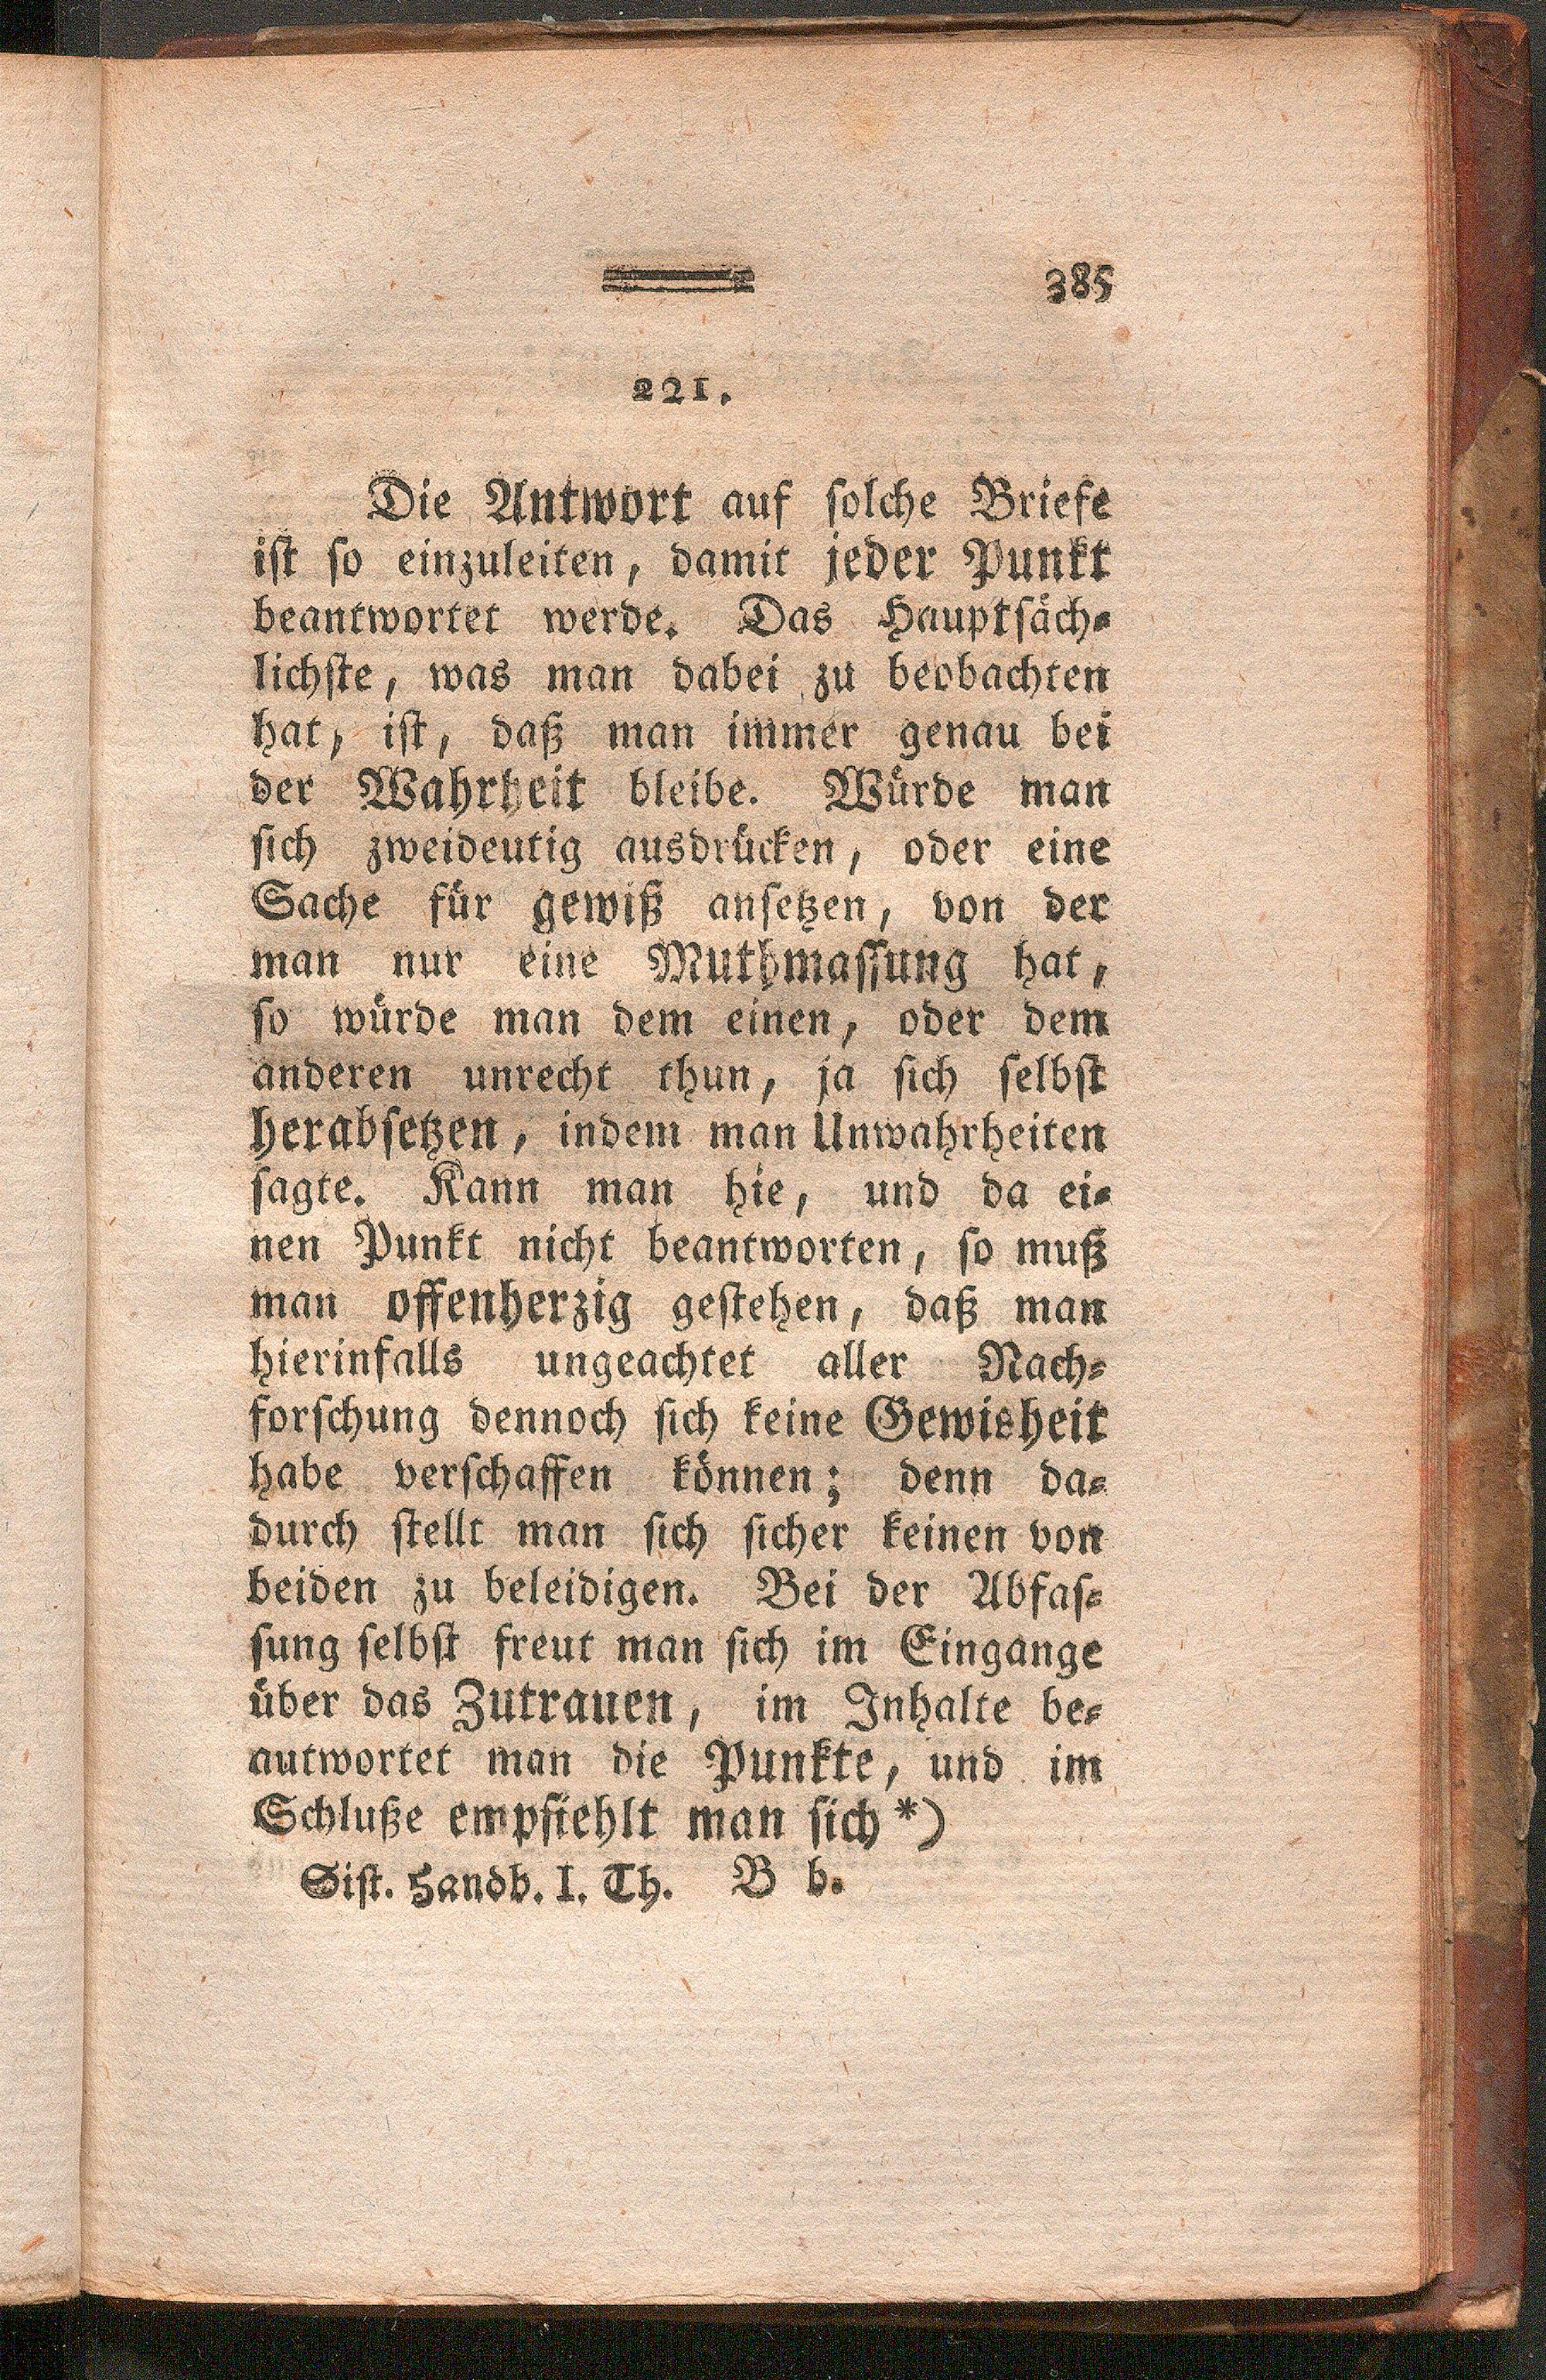 385
221.
Die Antwort auf solche Briefe
ist so einzuleiten, damit jeder Punkt
beantwortet werde. Das Hauptsäch-
lichste, was man dabei zu beobachten
hat, ist, daß man immer genau bei
der Wahrheit bleibe. Würde man
sich zweideutig ausdrücken, oder eine
Sache für gewiß ansetzen, von der
man nur eine Muthmassung hat,
so würde man dem einen, oder dem
anderen unrecht thun, ja sich selbst
herabsetzen, indem man Unwahrheiten
sagte. Kann man hie, und da ei-
nen Punkt nicht beantworten, so muß
man offenherzig gestehen, daß man
hierinfalls ungeachtet aller Nach-
forschung dennoch sich keine Gewisheit
habe verschaffen können; denn da-
durch stellt man sich sicher keinen von
beiden zu beleidigen. Bei der Abfas-
sung selbst freut man sich im Eingange
über das Zutrauen, im Inhalte be-
autwortet man die Punkte, und im
Schluße empfiehlt man sich *)
Sist. Handb. I. Th. B b.